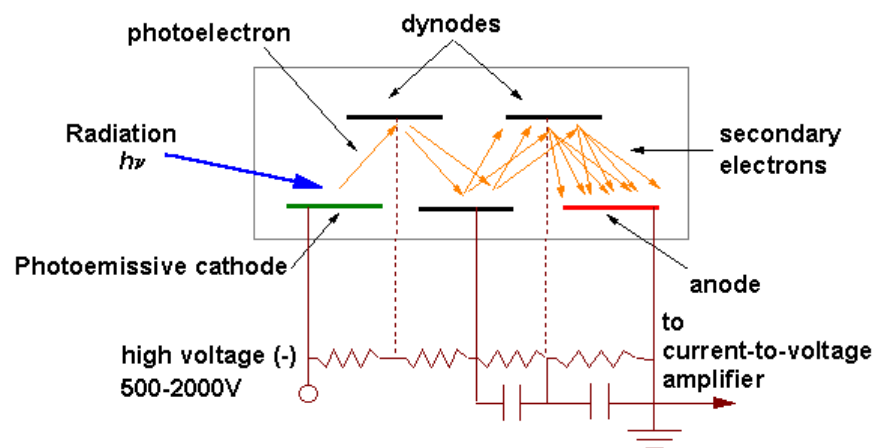 dynodes
photoelectron
Radiation
hν
secondary
electrons
Photoemissive cathode
anode
to
current-to-voltage
amplifier
high voltage (-)
500-2000V